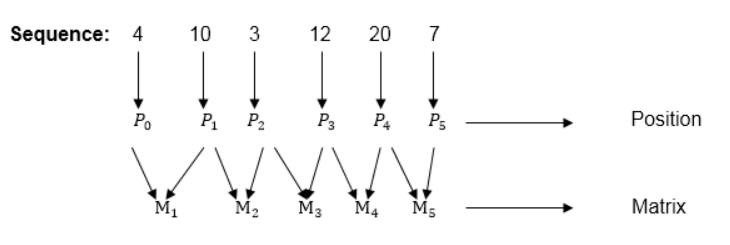 Sequence: 4 10 3 12 20 7
P₀ P₁ P₂ P₃ P₄ P₅ Position
M₁ M₂ M₃ M₄ M₅ Matrix